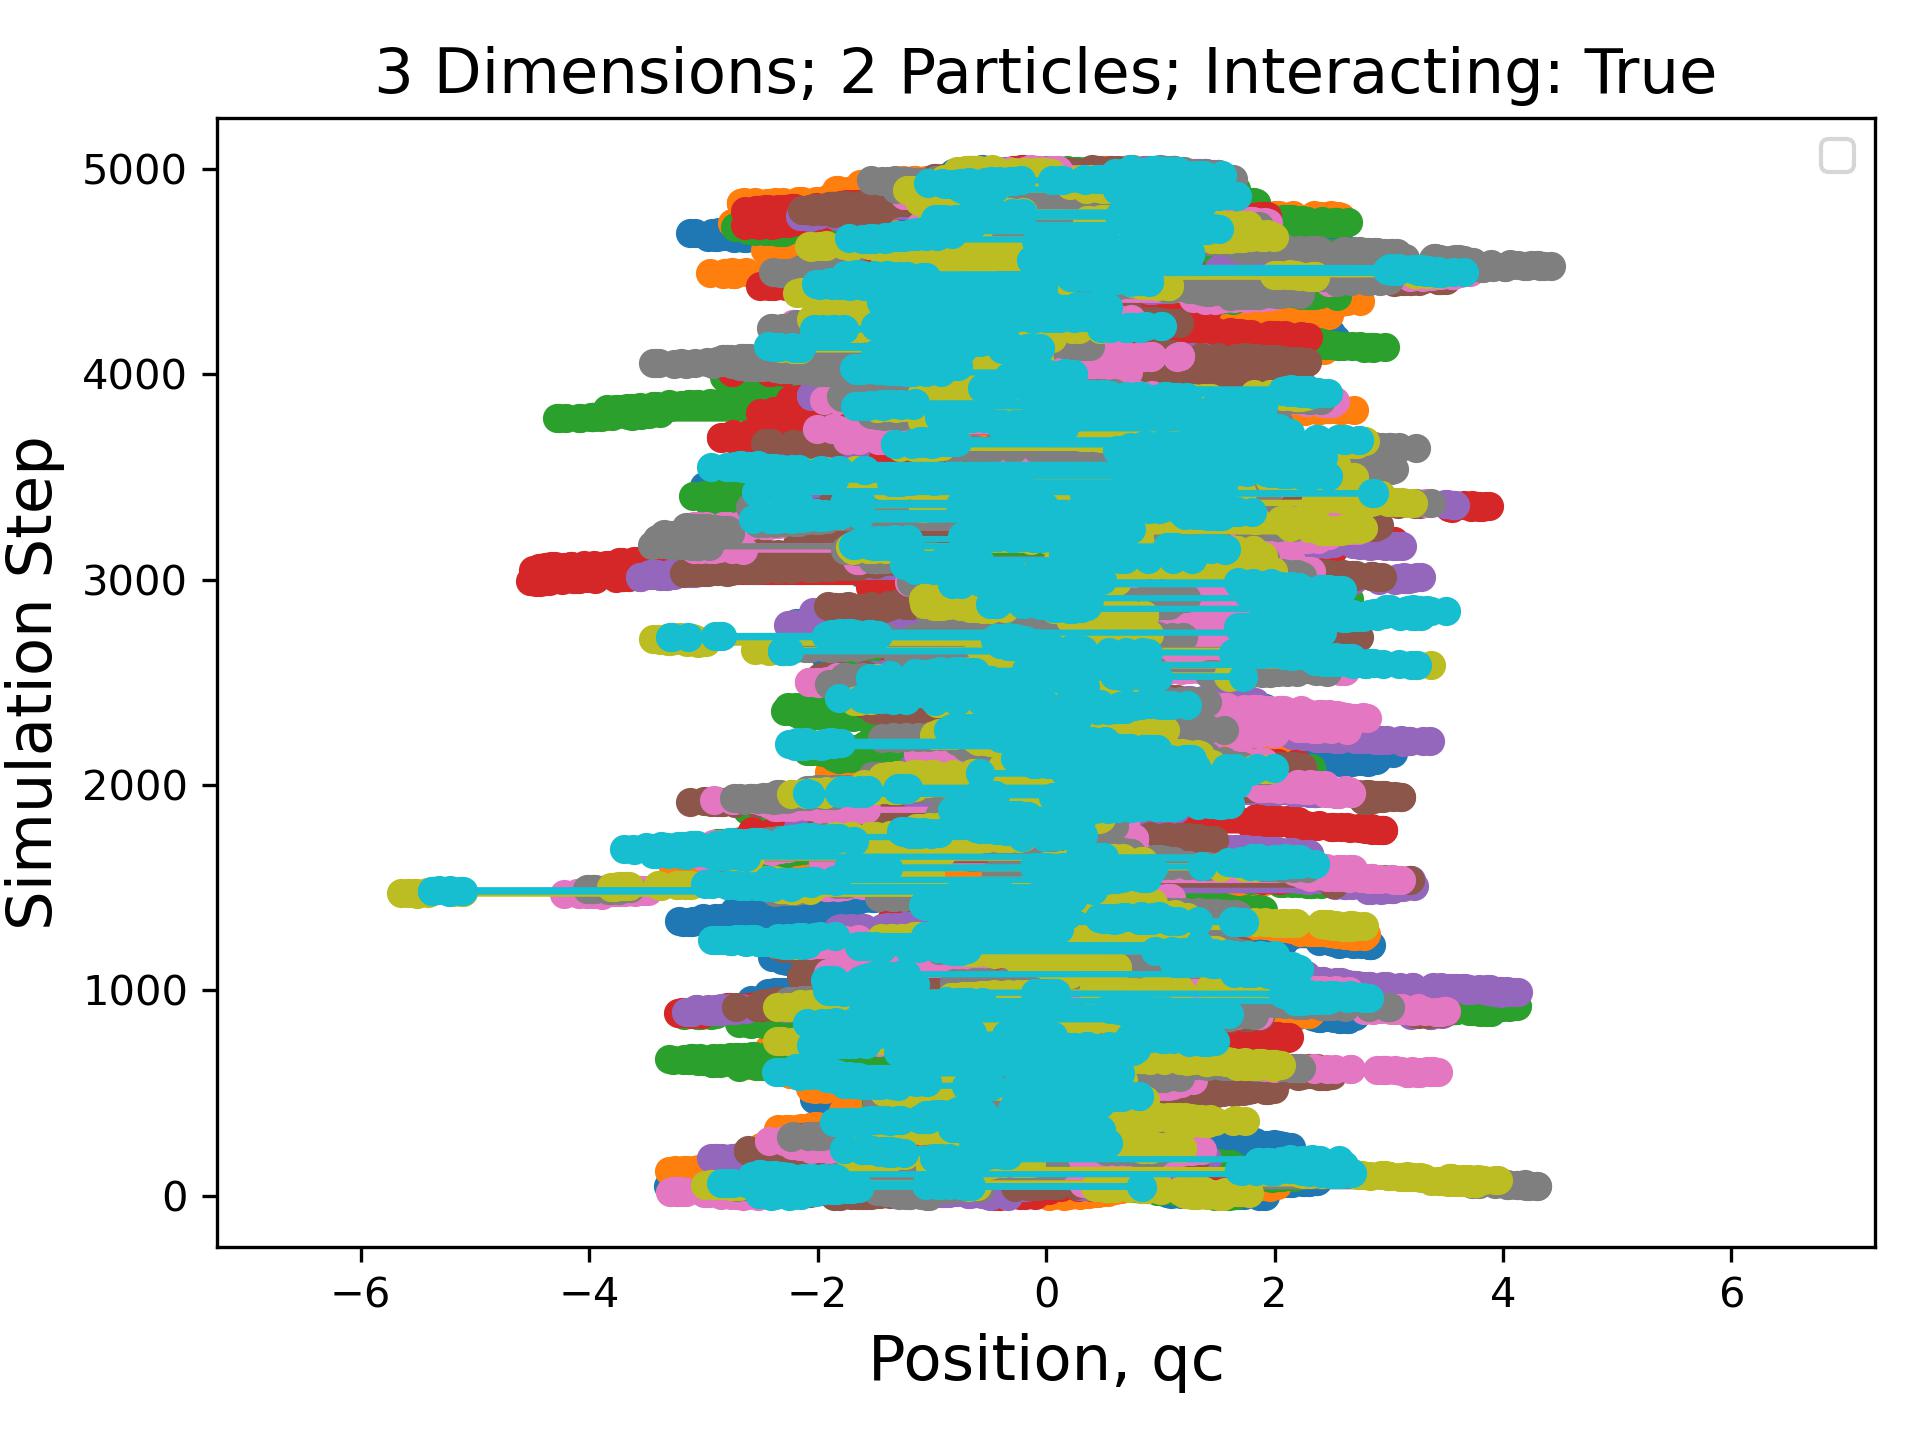 3 Dimensions; 2 Particles; Interacting: True
5000
4000
3000
2000
1000
0
Simulation Step
−6 −4 −2 0 2 4 6
Position, qc